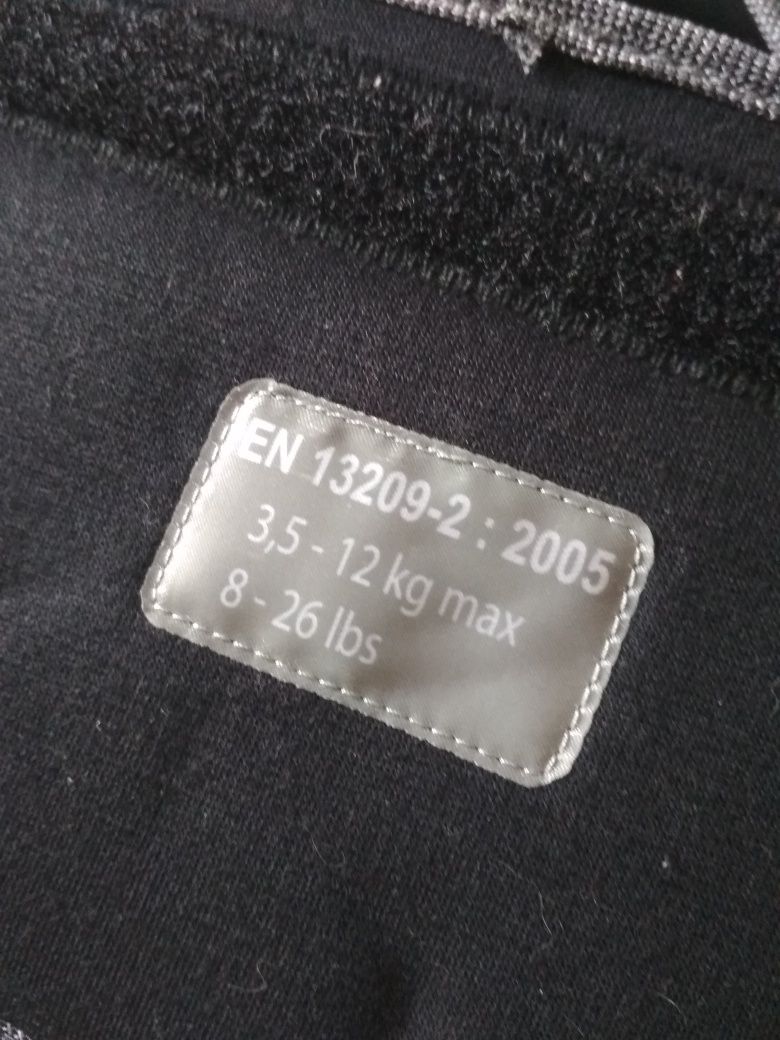 EN 13209-2 : 2005
3,5 - 12 kg max
8 - 26 lbs